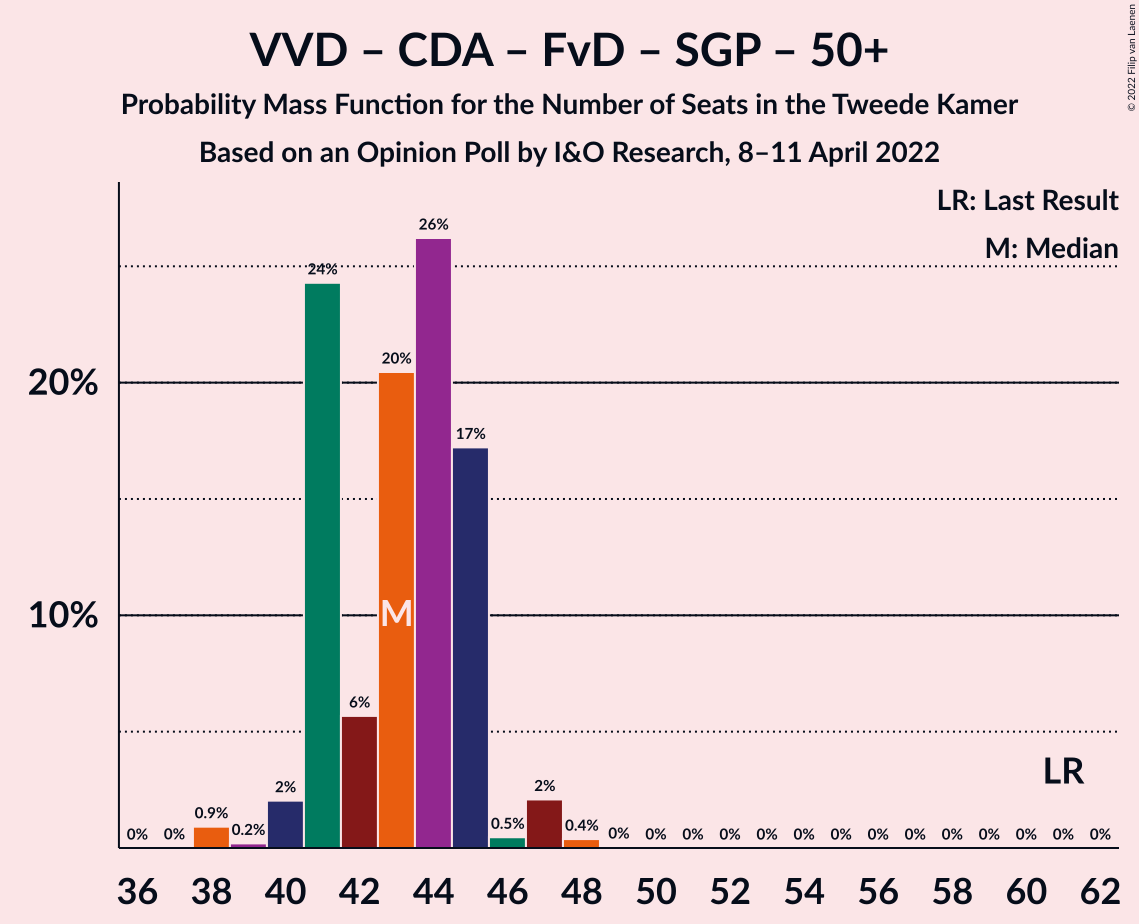 VVD – CDA – FvD – SGP – 50+
Probability Mass Function for the Number of Seats in the Tweede Kamer
Based on an Opinion Poll by I&O Research, 8–11 April 2022
© 2022 Filip van Laenen
LR: Last Result
M: Median
26%
24%
20%
20%
17%
10%
M
6%
LR
0% 0% 0.9% 0.2% 2% 0.5% 2% 0.4% 0% 0% 0% 0% 0% 0% 0% 0% 0% 0% 0% 0% 0% 0%
36 38 40 42 44 46 48 50 52 54 56 58 60 62